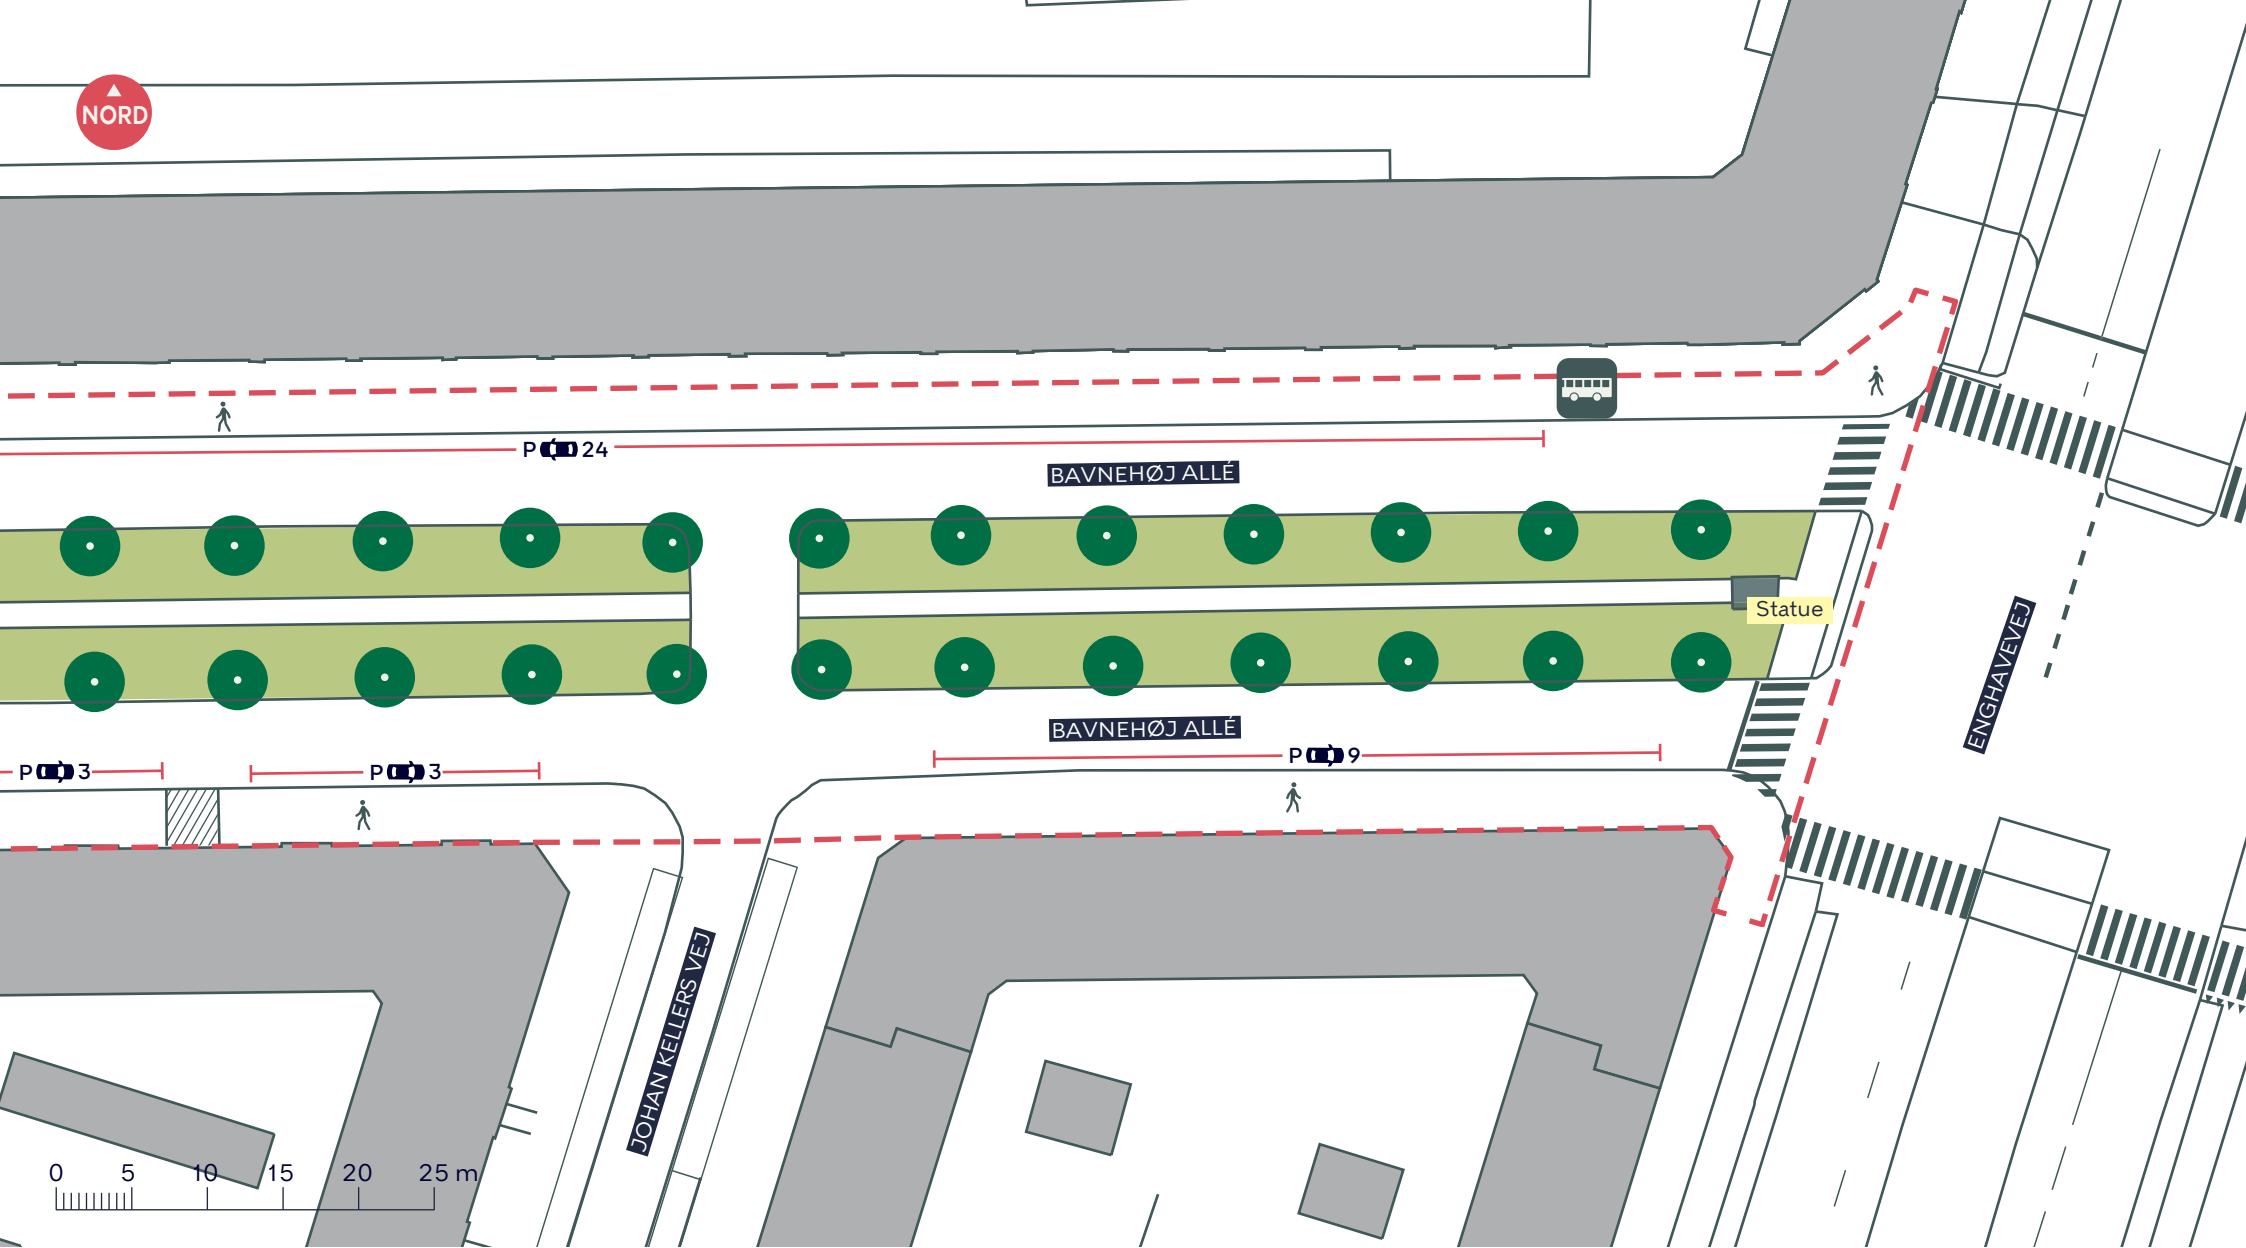 NORD
P 24
BAVNEHØJ ALLÉ
Statue
ENGHAVEVEJ
BAVNEHØJ ALLÉ
P 9
P 3
P 3
JOHAN KELLERS VEJ
0 5 10 15 20 25 m